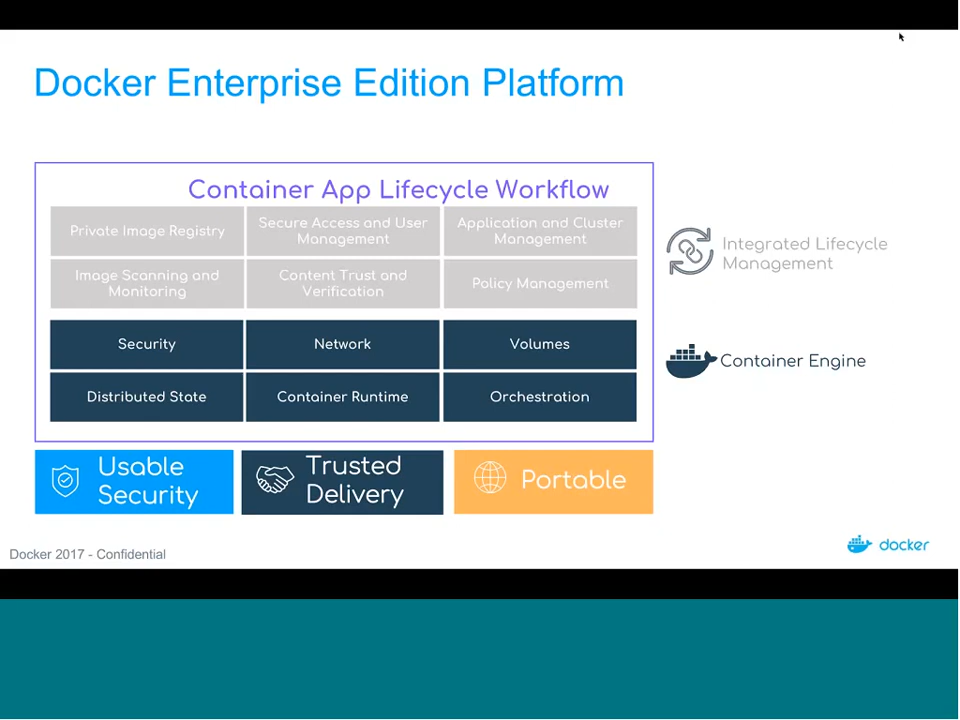 Docker Enterprise Edition Platform
Container App Lifecycle Workflow
Private Image Registry
Secure Access and User
Management
Application and Cluster
Management
Image Scanning and
Monitoring
Content Trust and
Verification
Policy Management
Integrated Lifecycle
Management
Security
Network
Volumes
Container Engine
Distributed State
Container Runtime
Orchestration
Usable
Security
Trusted
Delivery
Portable
Docker 2017 - Confidential
docker